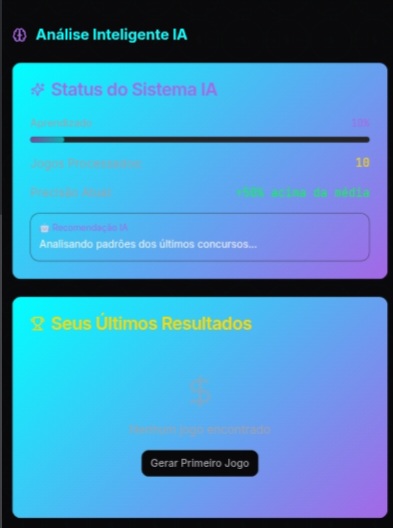 Análise Inteligente IA
Status do Sistema IA
Aprendizado
10%
Jogos Processados
10
Precisão Atual
acima da média
Recomendação IA
Analisando padrões dos últimos concursos...
Seus Últimos Resultados
Nenhum jogo encontrado
Gerar Primeiro Jogo